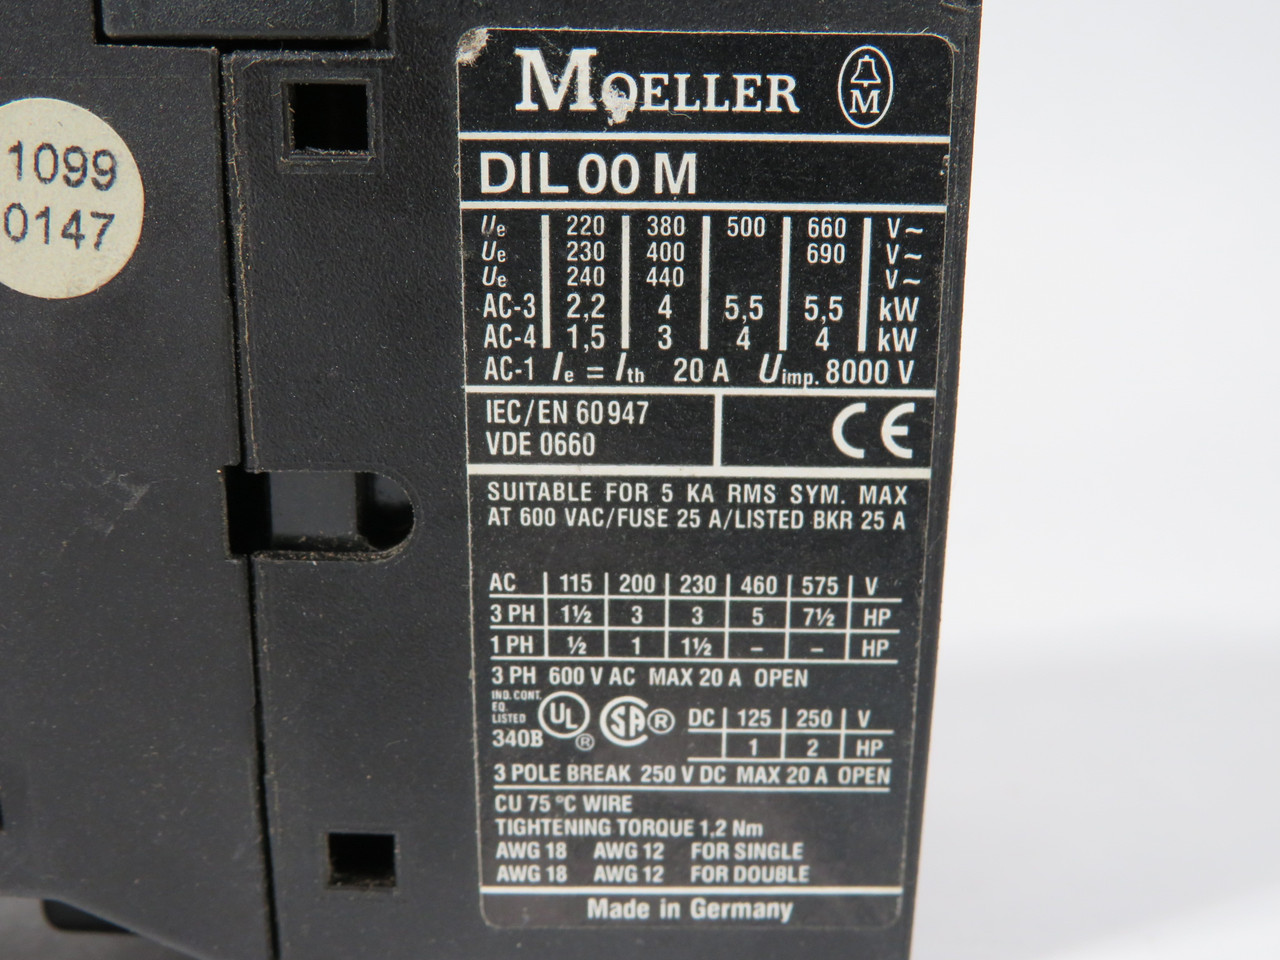 1099
0147
MOELLER M
DIL 00 M
Ue 220 380 500 660 V~
Ue 230 400 690 V~
Ue 240 440 V~
AC-3 2,2 4 5,5 5,5 kW
AC-4 1,5 3 4 4 kW
AC-1 Ie = Ith 20 A Uimp. 8000 V
IEC/EN 60947
VDE 0660
CE
SUITABLE FOR 5 KA RMS SYM. MAX
AT 600 VAC/FUSE 25 A/LISTED BKR 25 A
AC 115 200 230 460 575 V
3 PH 1½ 3 3 5 7½ HP
1 PH ½ 1 1½ – – HP
3 PH 600 V AC MAX 20 A OPEN
IND. CONT.
EQ.
LISTED
340B
UL ®
SA ®
DC 125 250 V
1 2 HP
3 POLE BREAK 250 V DC MAX 20 A OPEN
CU 75 °C WIRE
TIGHTENING TORQUE 1,2 Nm
AWG 18 AWG 12 FOR SINGLE
AWG 18 AWG 12 FOR DOUBLE
Made in Germany